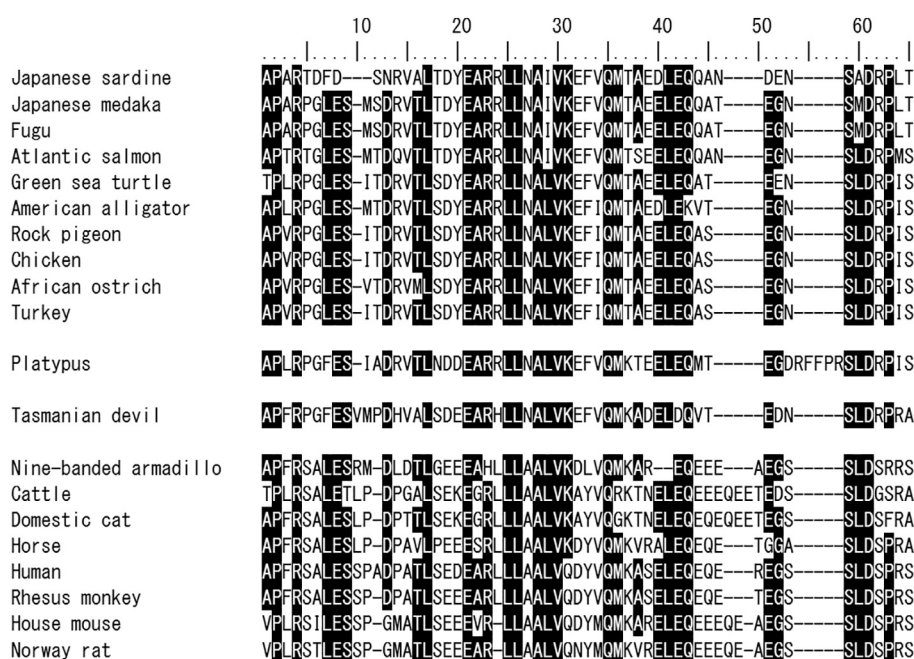 10 20 30 40 50 60
Japanese sardine APARTDFD---SNRVALTDYEARRLLNAIVKEFVQMTAEDLEQQAN-----DEN-----SADRPLT
Japanese medaka APARPGLES-MSDRVTLTDYEARRLLNAIVKEFVQMTAEELEQQAT-----EGN-----SMDRPLT
Fugu APARPGLES-MSDRVTLTDYEARRLLNAIVKEFVQMTAEELEQQAT-----EGN-----SMDRPLT
Atlantic salmon APTRTGLES-MTDQVTLTDYEARRLLNAIVKEFVQMTSEELEQQAN-----EGN-----SLDRPMS
Green sea turtle TPLRPGLES-ITDRVTLSDYEARRLLNALVKEFIQMTAEELEQAT-----EEN-----SLDRPIS
American alligator APLRPGLES-MTDRVTLSDYEARRLLNALVKEFIQMTAEDLEKVT-----EGN-----SLDRPIS
Rock pigeon APVRPGLES-ITDRVTLSDYEARRLLNALVKEFIQMTAEELEQAS-----EGN-----SLDRPIS
Chicken APVRPGLES-ITDRVTLSDYEARRLLNALVKEFIQMTAEELEQAS-----EGN-----SLDRPIS
African ostrich APVRPGLES-VTDRVMLSDYEARRLLNALVKEFIQMTAEELEQAS-----EGN-----SLDRPIS
Turkey APVRPGLES-ITDRVTLSDYEARRLLNALVKEFIQMTAEELEQAS-----EGN-----SLDRPIS
Platypus APLRPGFES-IADRVTLNDDEARRLLNALVKEFVQMKTEELEQMT-----EGDRFFPRSLDRPIS
Tasmanian devil APFRPGFESVMPDHVALSDEEARHLLNALVKEFVQMKADELDQVT-----EDN-----SLDRPRA
Nine-banded armadillo APFRSALESRM-DLDTLGEEEAHLLLAALVKDLVQMKAR--EQEEE---AEGS-----SLDSRRS
Cattle TPLRSALETLP-DPGALSEKEGRLLLAALVKAYVQRKTNELEQEEEQEETEDS-----SLDGSRA
Domestic cat APFRSALESLP-DPTTLSEKEGRLLLAALVKAYVQGKTNELEQEQEQEETEGS-----SLDSFRA
Horse APFRSALESLP-DPAVLPEEESRLLLAALVKDYVQMKVRALEQEQE---TGGA-----SLDSPRA
Human APFRSALESSPADPATLSEDEARLLLAALVQDYVQMKASELEQEQE---REGS-----SLDSPRS
Rhesus monkey APFRSALESSP-DPATLSEEEARLLLAALVQDYVQMKASELEQEQE---TEGS-----SLDSPRS
House mouse VPLRSILESSP-GMATLSEEEVR-LLAALVQDYMQMKARELEQEEEQE-AEGS-----SLDSPRS
Norway rat VPLRSTLESSP-GMATLSEEEAR-LLAALVQNYMQMKVRELEQEEEQE-AEGS-----SLDSPRS